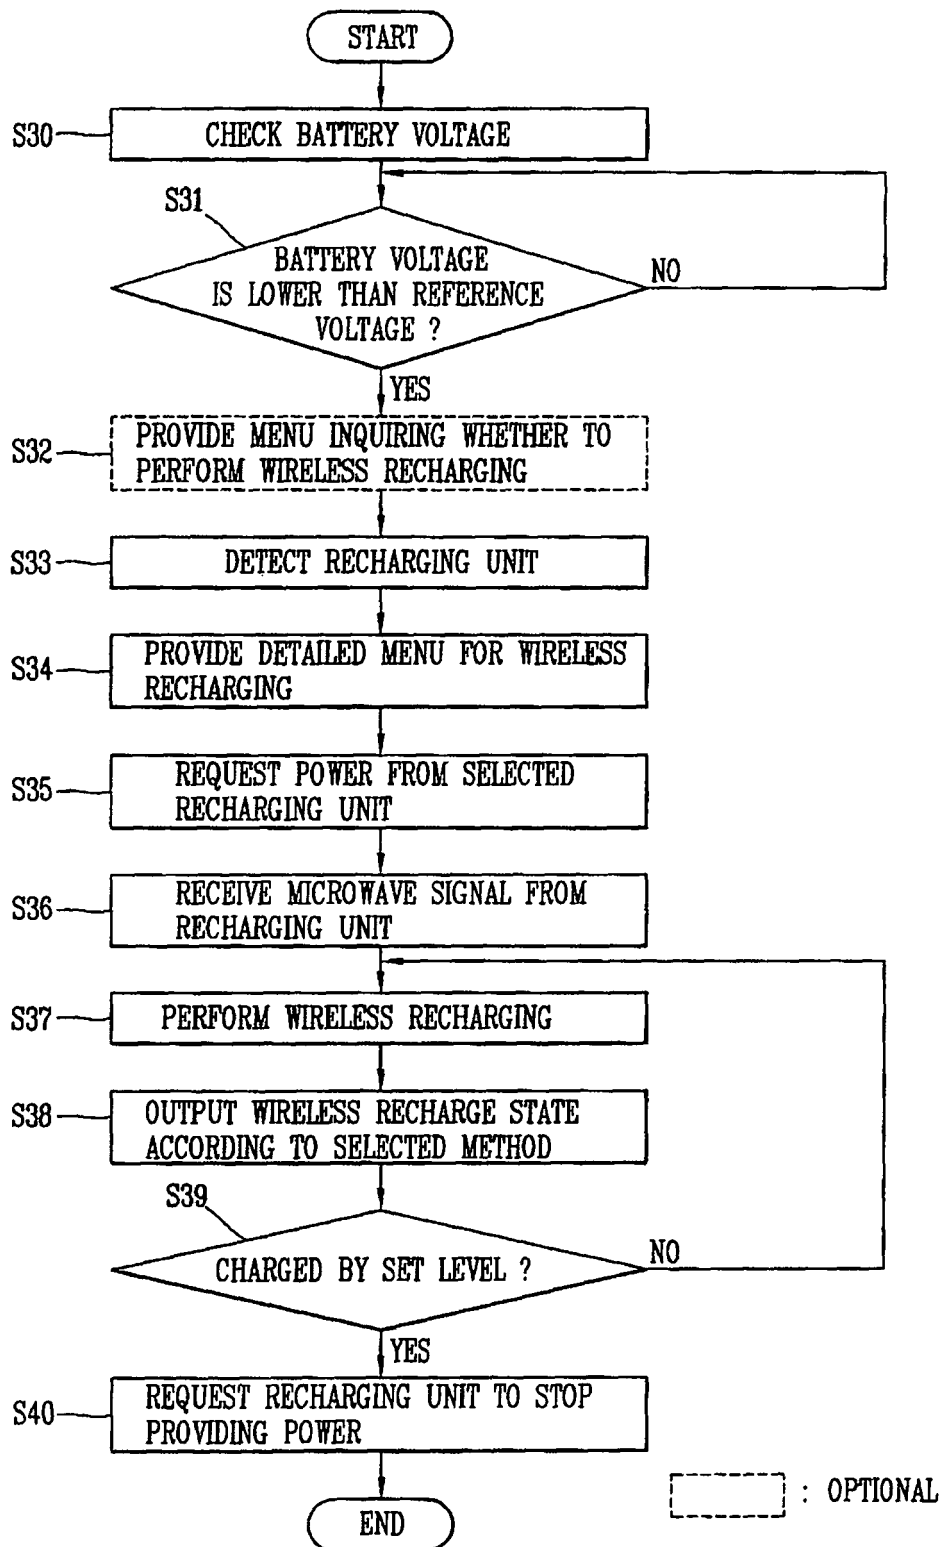 START
S30
CHECK BATTERY VOLTAGE
S31
BATTERY VOLTAGE
IS LOWER THAN REFERENCE
VOLTAGE ?
NO
YES
S32
PROVIDE MENU INQUIRING WHETHER TO
PERFORM WIRELESS RECHARGING
S33
DETECT RECHARGING UNIT
S34
PROVIDE DETAILED MENU FOR WIRELESS
RECHARGING
S35
REQUEST POWER FROM SELECTED
RECHARGING UNIT
S36
RECEIVE MICROWAVE SIGNAL FROM
RECHARGING UNIT
S37
PERFORM WIRELESS RECHARGING
S38
OUTPUT WIRELESS RECHARGE STATE
ACCORDING TO SELECTED METHOD
S39
CHARGED BY SET LEVEL ?
NO
YES
S40
REQUEST RECHARGING UNIT TO STOP
PROVIDING POWER
END
: OPTIONAL